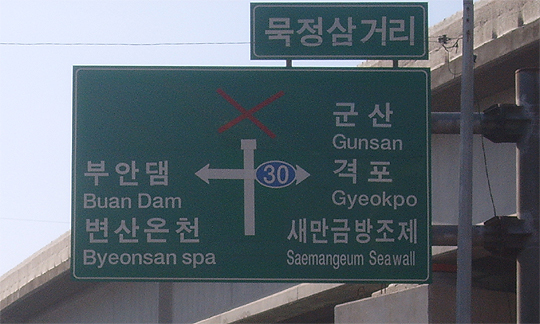 묵정삼거리
군산
Gunsan
부안댐
Buan Dam
30
격포
Gyeokpo
변산온천
Byeonsan spa
새만금방조제
Saemangeum Seawall